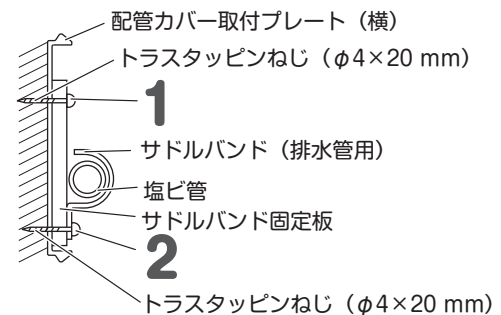 配管カバー取付プレート（横）
トラスタッピンねじ（φ4×20 mm）
1
サドルバンド（排水管用）
塩ビ管
サドルバンド固定板
2
トラスタッピンねじ（φ4×20 mm）